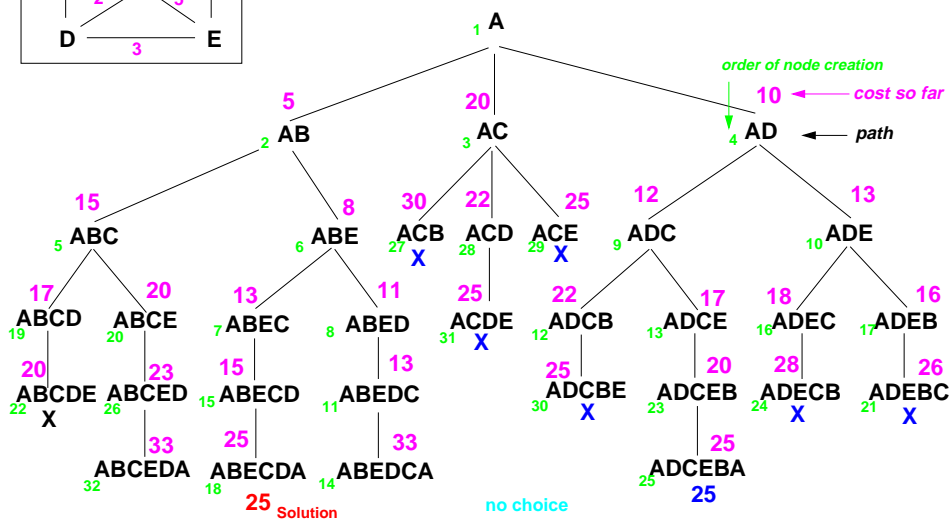 A
1
2 5
D E
3
order of node creation
5 20 10 cost so far
2 AB 3 AC 4 AD path
15 8 30 22 25 12 13
5 ABC 6 ABE 27 ACB 28 ACD 29 ACE 9 ADC 10 ADE
X X
17 20 13 11 25 22 17 18 16
19 ABCD 20 ABCE 7 ABEC 8 ABED 31 ACDE 12 ADCB 13 ADCE 16 ADEC 17 ADEB
X
20 23 15 13 25 20 28 26
22 ABCDE 26 ABCED 15 ABECD 11 ABEDC 30 ADCBE 23 ADCEB 24 ADECB 21 ADEBC
X X X X
33 25 33 25
32 ABCEDA 18 ABECDA 14 ABEDCA 25 ADCEBA
25 Solution no choice 25